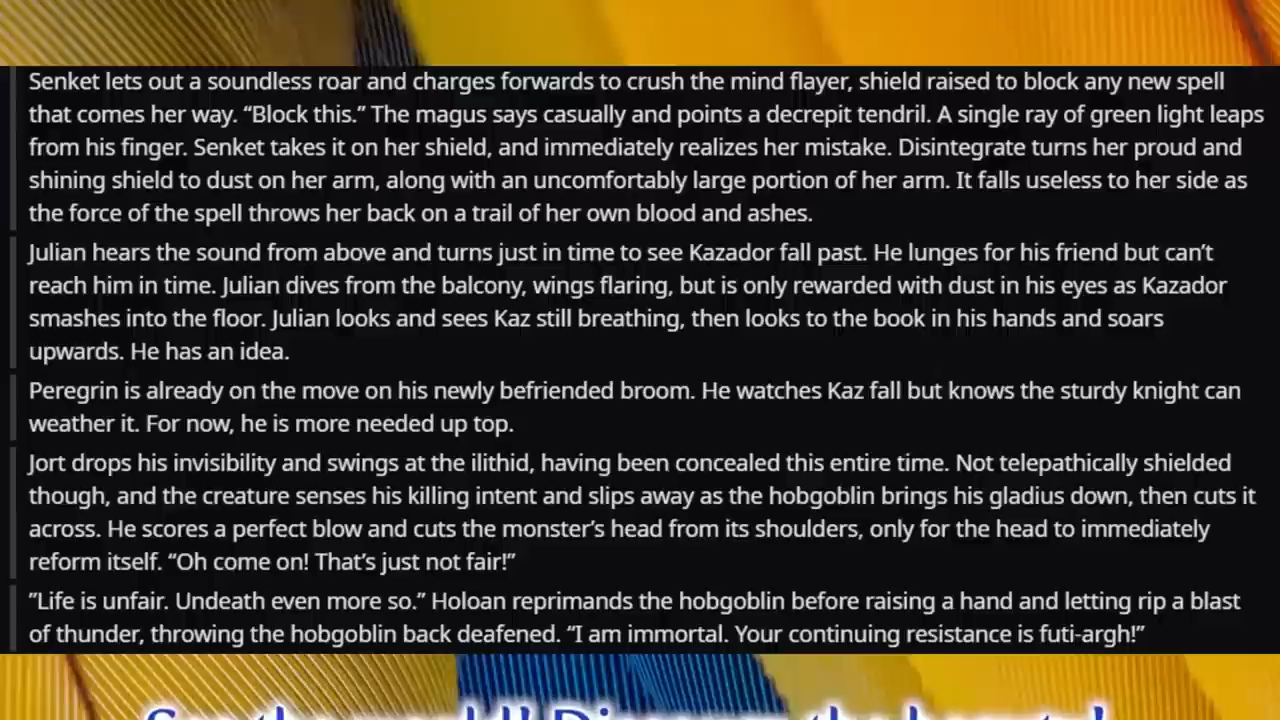 Senket lets out a soundless roar and charges forwards to crush the mind flayer, shield raised to block any new spell
that comes her way. “Block this.” The magus says casually and points a decrepit tendril. A single ray of green light leaps
from his finger. Senket takes it on her shield, and immediately realizes her mistake. Disintegrate turns her proud and
shining shield to dust on her arm, along with an uncomfortably large portion of her arm. It falls useless to her side as
the force of the spell throws her back on a trail of her own blood and ashes.
Julian hears the sound from above and turns just in time to see Kazador fall past. He lunges for his friend but can’t
reach him in time. Julian dives from the balcony, wings flaring, but is only rewarded with dust in his eyes as Kazador
smashes into the floor. Julian looks and sees Kaz still breathing, then looks to the book in his hands and soars
upwards. He has an idea.
Peregrin is already on the move on his newly befriended broom. He watches Kaz fall but knows the sturdy knight can
weather it. For now, he is more needed up top.
Jort drops his invisibility and swings at the ilithid, having been concealed this entire time. Not telepathically shielded
though, and the creature senses his killing intent and slips away as the hobgoblin brings his gladius down, then cuts it
across. He scores a perfect blow and cuts the monster’s head from its shoulders, only for the head to immediately
reform itself. “Oh come on! That’s just not fair!”
”Life is unfair. Undeath even more so.” Holoan reprimands the hobgoblin before raising a hand and letting rip a blast
of thunder, throwing the hobgoblin back deafened. “I am immortal. Your continuing resistance is futi-argh!”